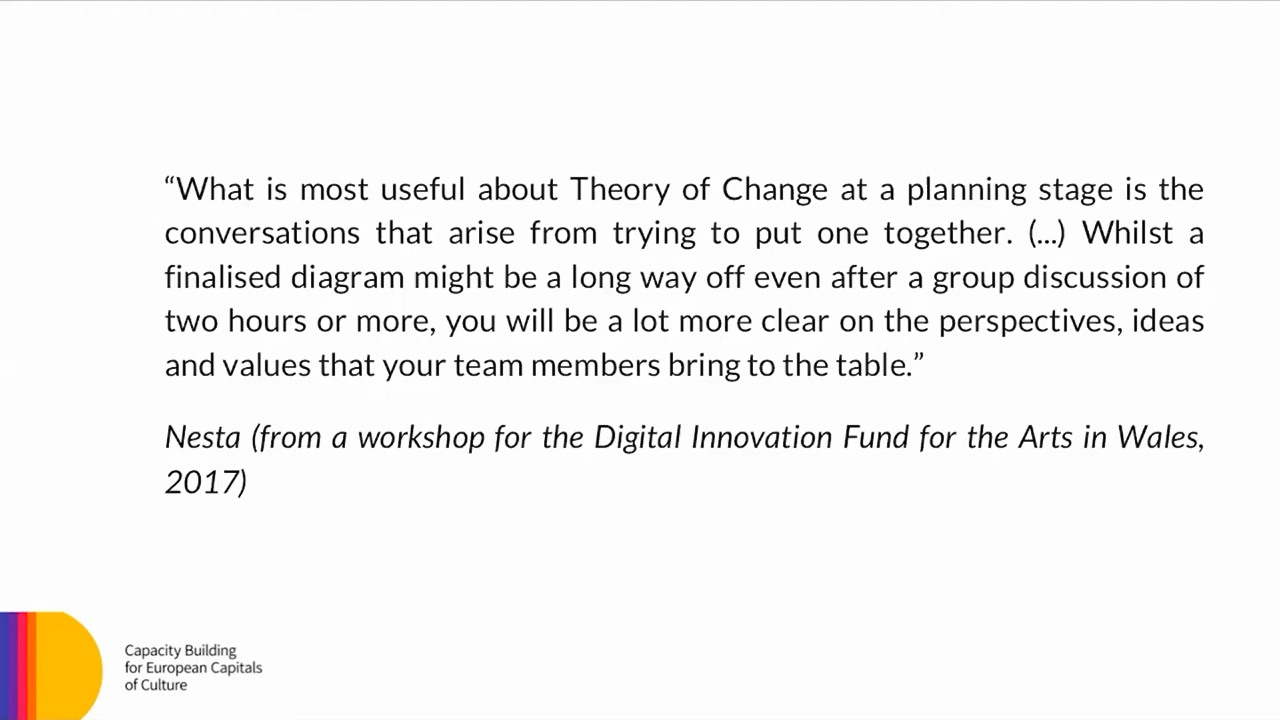 “What is most useful about Theory of Change at a planning stage is the
conversations that arise from trying to put one together. (...) Whilst a
finalised diagram might be a long way off even after a group discussion of
two hours or more, you will be a lot more clear on the perspectives, ideas
and values that your team members bring to the table.”
Nesta (from a workshop for the Digital Innovation Fund for the Arts in Wales,
2017)
Capacity Building
for European Capitals
of Culture